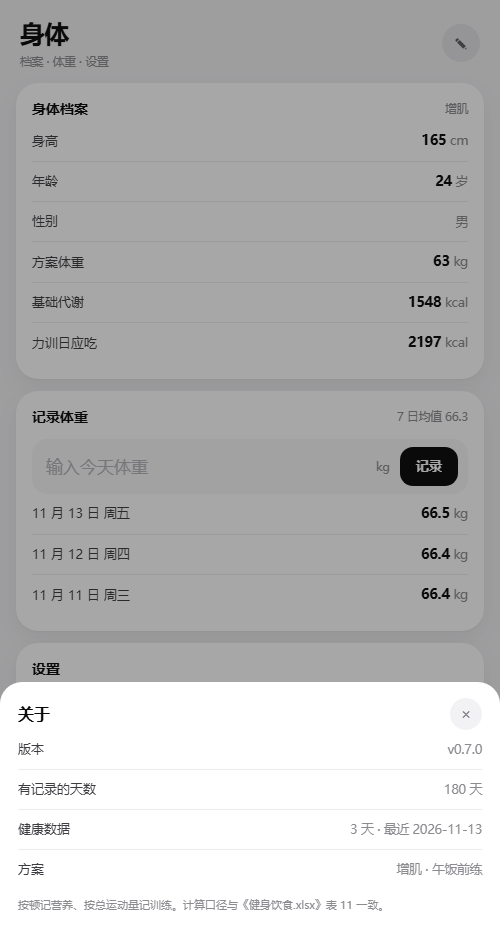 身体
档案 · 体重 · 设置
身体档案 增肌
身高 165 cm
年龄 24 岁
性别 男
方案体重 63 kg
基础代谢 1548 kcal
力训日应吃 2197 kcal
记录体重 7 日均值 66.3
输入今天体重 kg 记录
11 月 13 日 周五 66.5 kg
11 月 12 日 周四 66.4 kg
11 月 11 日 周三 66.4 kg
设置
关于 ×
版本 v0.7.0
有记录的天数 180 天
健康数据 3 天 · 最近 2026-11-13
方案 增肌 · 午饭前练
按顿记营养、按总运动量记训练。计算口径与《健身饮食.xlsx》表 11 一致。